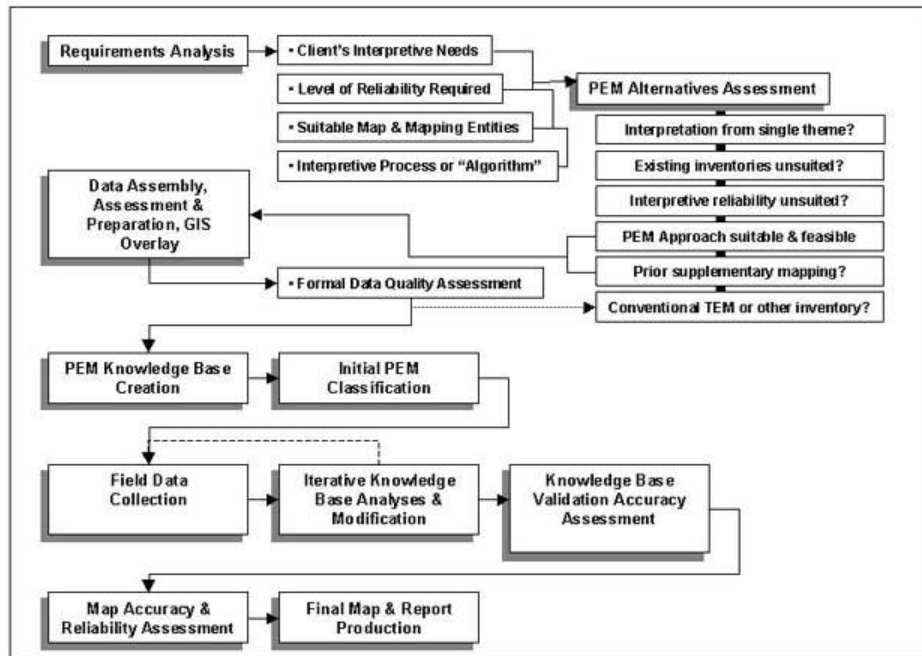 Requirements Analysis
▪ Client's Interpretive Needs
▪ Level of Reliability Required
▪ Suitable Map & Mapping Entities
▪ Interpretive Process or "Algorithm"
PEM Alternatives Assessment
Interpretation from single theme?
Existing inventories unsuited?
Interpretive reliability unsuited?
PEM Approach suitable & feasible
Prior supplementary mapping?
Conventional TEM or other inventory?
Data Assembly,
Assessment &
Preparation, GIS
Overlay
▪ Formal Data Quality Assessment
PEM Knowledge Base
Creation
Initial PEM
Classification
Field Data
Collection
Iterative Knowledge
Base Analyses &
Modification
Knowledge Base
Validation Accuracy
Assessment
Map Accuracy &
Reliability Assessment
Final Map & Report
Production